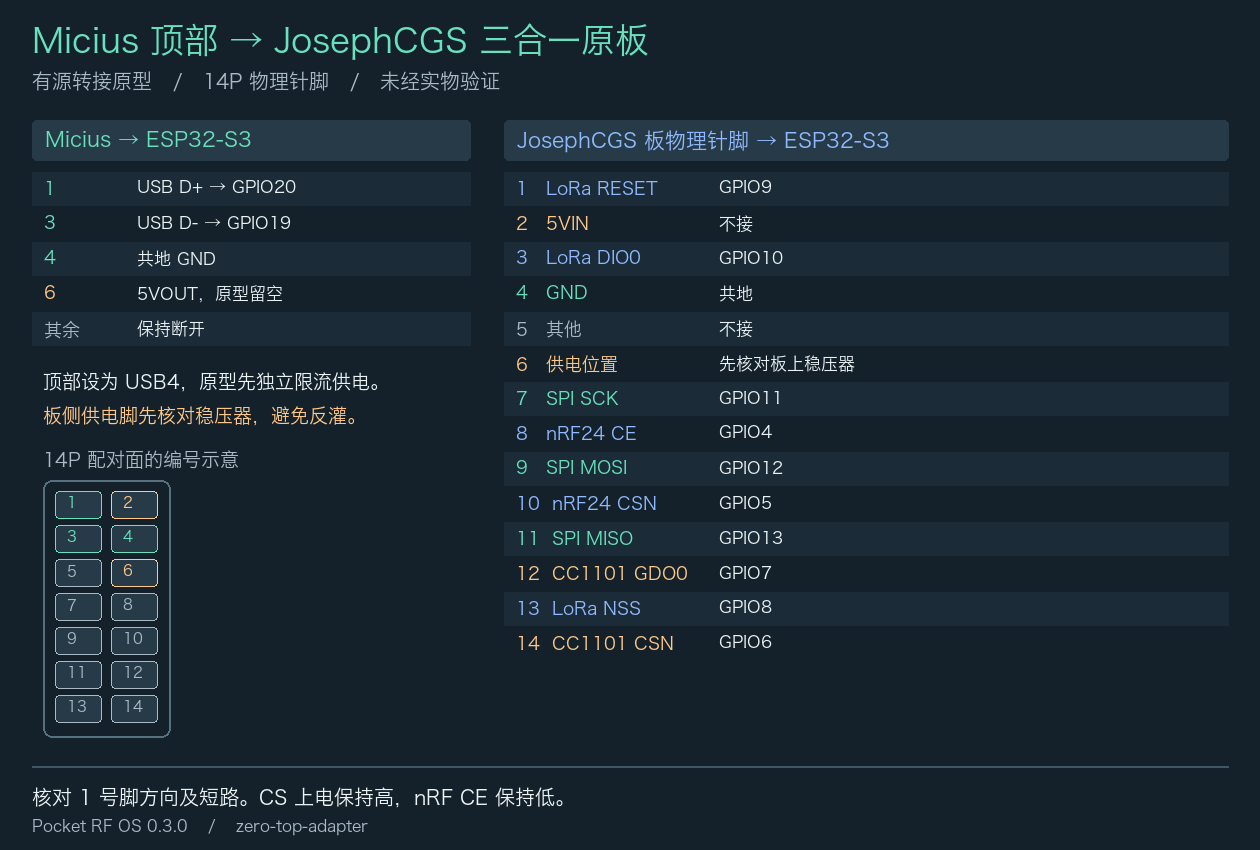 Micius 顶部 → JosephCGS 三合一原板
有源转接原型 / 14P 物理针脚 / 未经实物验证
Micius → ESP32-S3
1 USB D+ → GPIO20
3 USB D- → GPIO19
4 共地 GND
6 5VOUT，原型留空
其余 保持断开
顶部设为 USB4，原型先独立限流供电。
板侧供电脚先核对稳压器，避免反灌。
14P 配对面的编号示意
1 2
3 4
5 6
7 8
9 10
11 12
13 14
JosephCGS 板物理针脚 → ESP32-S3
1 LoRa RESET GPIO9
2 5VIN 不接
3 LoRa DIO0 GPIO10
4 GND 共地
5 其他 不接
6 供电位置 先核对板上稳压器
7 SPI SCK GPIO11
8 nRF24 CE GPIO4
9 SPI MOSI GPIO12
10 nRF24 CSN GPIO5
11 SPI MISO GPIO13
12 CC1101 GDO0 GPIO7
13 LoRa NSS GPIO8
14 CC1101 CSN GPIO6
核对 1 号脚方向及短路。CS 上电保持高，nRF CE 保持低。
Pocket RF OS 0.3.0 / zero-top-adapter